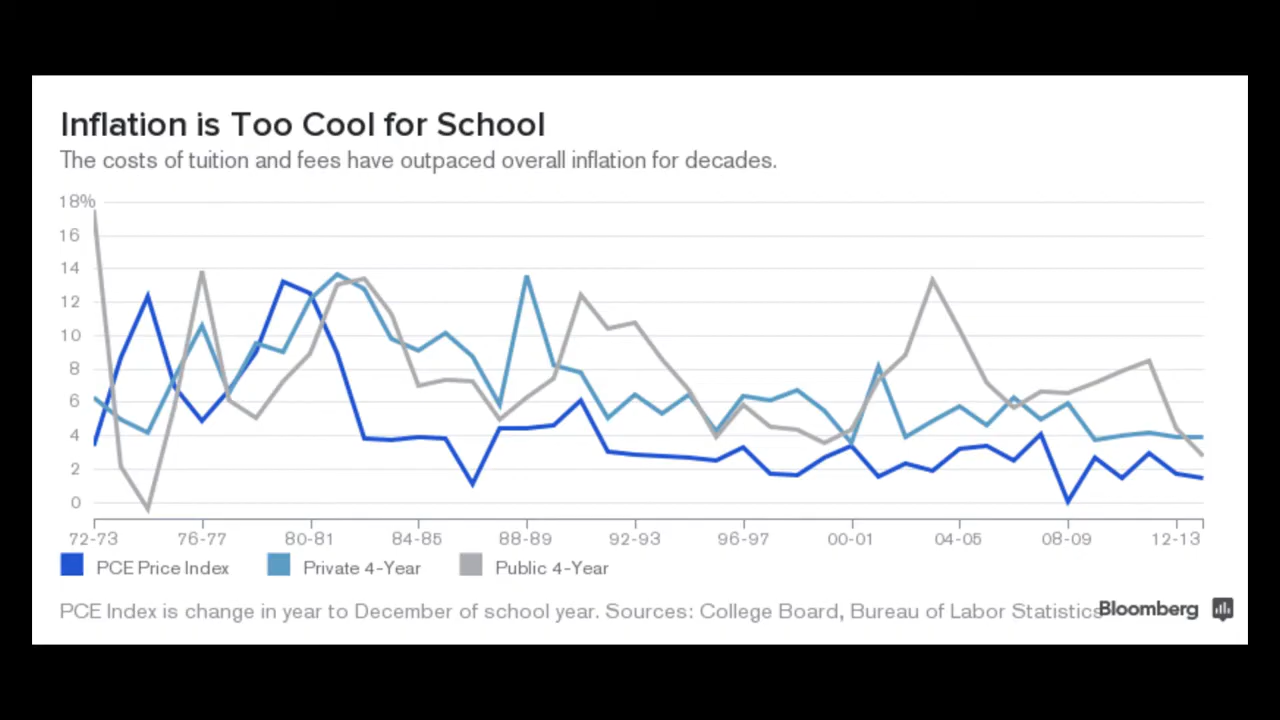 Inflation is Too Cool for School
The costs of tuition and fees have outpaced overall inflation for decades.
18%
16
14
12
10
8
6
4
2
0
72-73 76-77 80-81 84-85 88-89 92-93 96-97 00-01 04-05 08-09 12-13
PCE Price Index Private 4-Year Public 4-Year
PCE Index is change in year to December of school year. Sources: College Board, Bureau of Labor Statistics Bloomberg